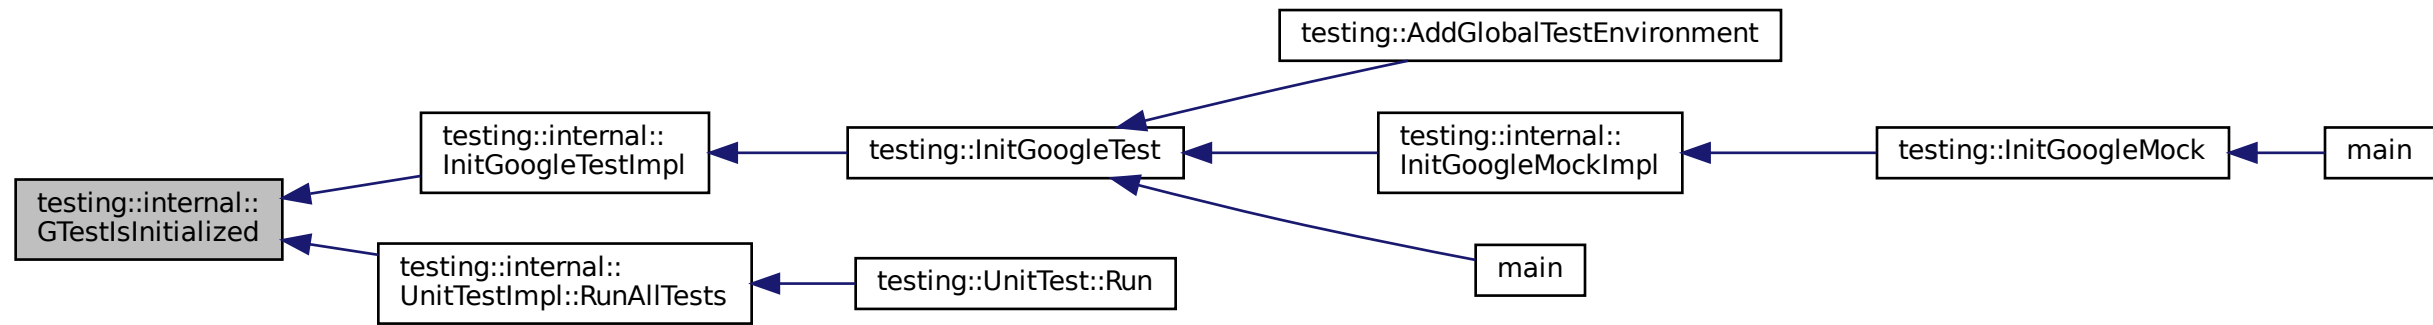 testing::AddGlobalTestEnvironment
testing::internal::
InitGoogleTestImpl
testing::InitGoogleTest
testing::internal::
InitGoogleMockImpl
testing::InitGoogleMock
main
testing::internal::
GTestIsInitialized
testing::internal::
UnitTestImpl::RunAllTests
testing::UnitTest::Run
main